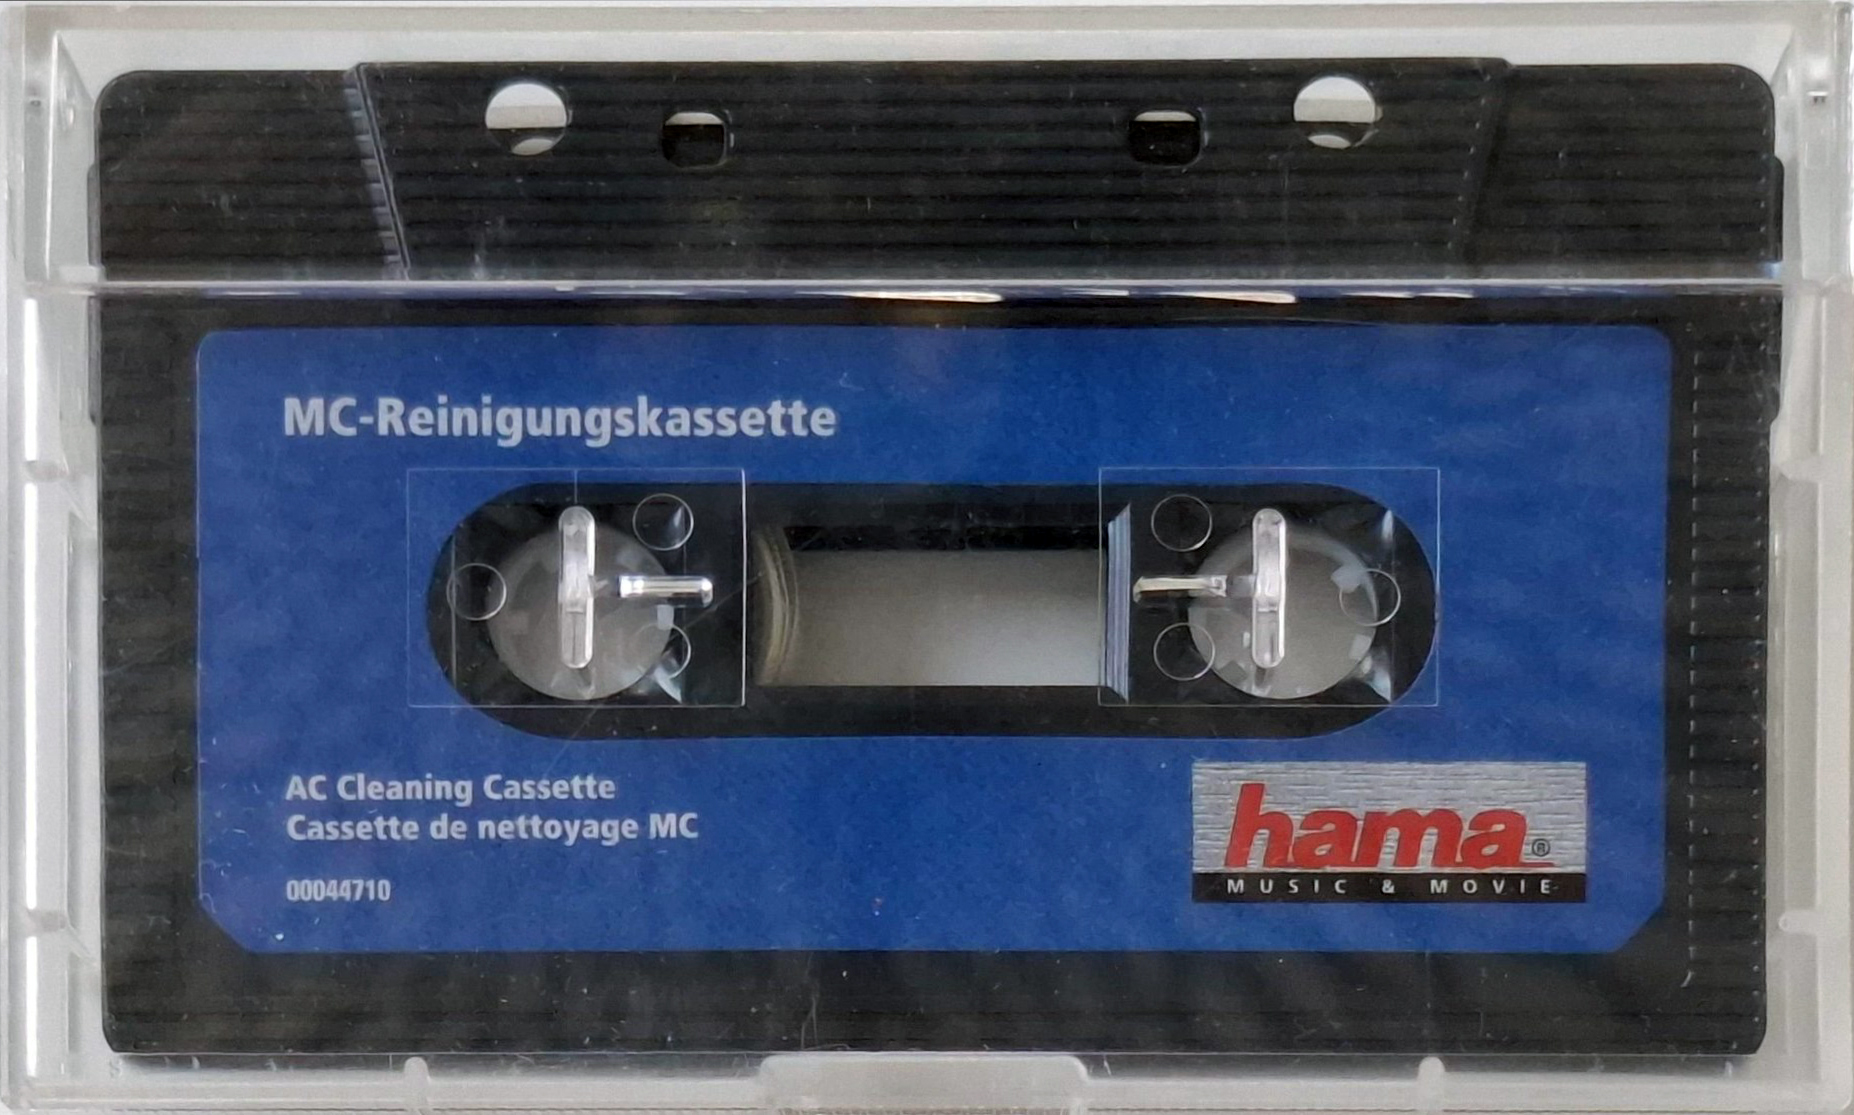 MC-Reinigungskassette
AC Cleaning Cassette
Cassette de nettoyage MC
00044710
hama®
MUSIC & MOVIE